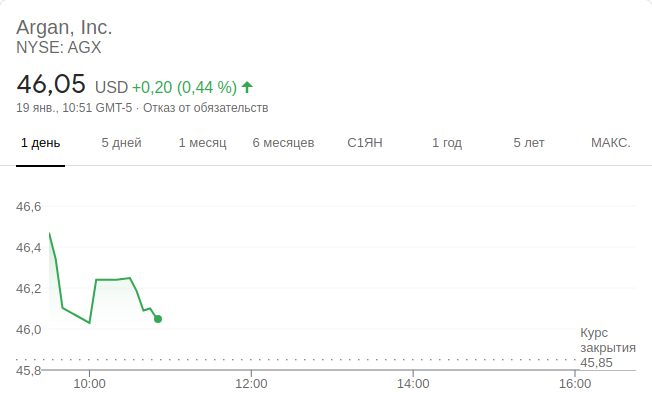 Argan, Inc.
NYSE: AGX
46,05 USD +0,20 (0,44 %)
19 янв., 10:51 GMT-5 · Отказ от обязательств
1 день 5 дней 1 месяц 6 месяцев С1ЯН 1 год 5 лет МАКС.
46,6
46,4
46,2
46,0
45,8
Курс
закрытия
45,85
10:00 12:00 14:00 16:00